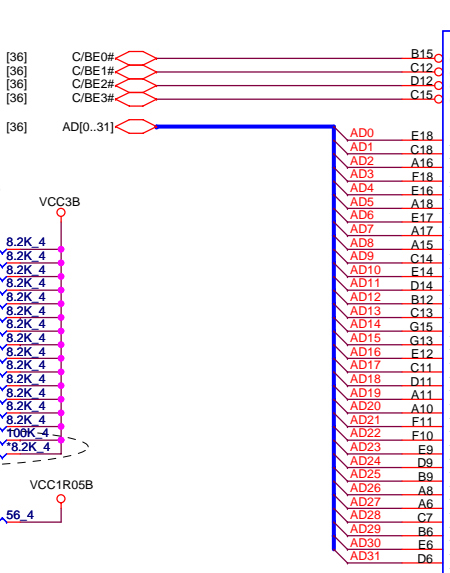 [36] C/BE0# B15
[36] C/BE1# C12
[36] C/BE2# D12
[36] C/BE3# C15
[36] AD[0..31]
AD0 E18
AD1 C18
AD2 A16
AD3 F18
AD4 E16
AD5 A18
AD6 E17
AD7 A17
AD8 A15
AD9 C14
AD10 E14
AD11 D14
AD12 B12
AD13 C13
AD14 G15
AD15 G13
AD16 E12
AD17 C11
AD18 D11
AD19 A11
AD20 A10
AD21 F11
AD22 F10
AD23 E9
AD24 D9
AD25 B9
AD26 A8
AD27 A6
AD28 C7
AD29 B6
AD30 E6
AD31 D6
VCC3B
8.2K_4
8.2K_4
8.2K_4
8.2K_4
8.2K_4
8.2K_4
8.2K_4
8.2K_4
8.2K_4
8.2K_4
8.2K_4
8.2K_4
8.2K_4
8.2K_4
100K_4
*8.2K_4
VCC1R05B
56_4